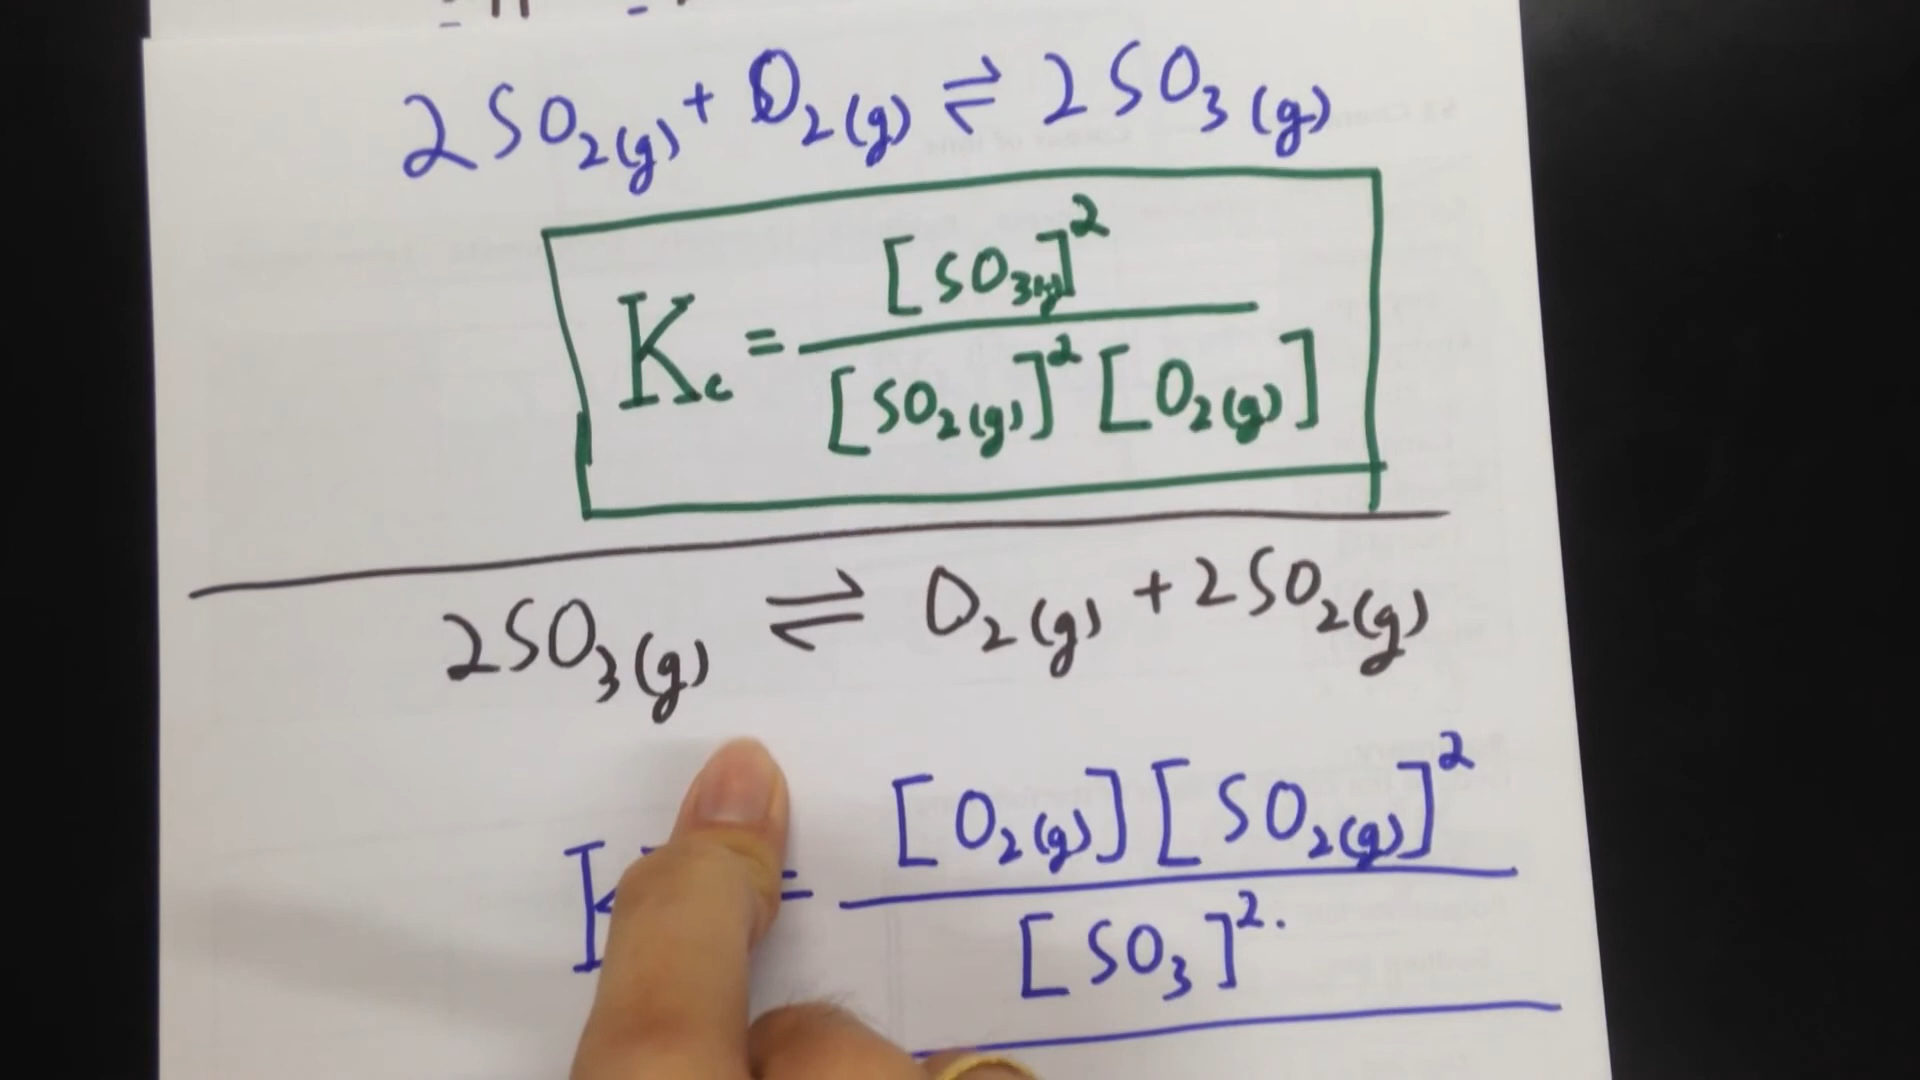 2SO₂(g) + O₂(g) ⇌ 2SO₃(g)
Kc = [SO₃(g)]² / [SO₂(g)]² [O₂(g)]
2SO₃(g) ⇌ O₂(g) + 2SO₂(g)
K = [O₂(g)][SO₂(g)]² / [SO₃]².